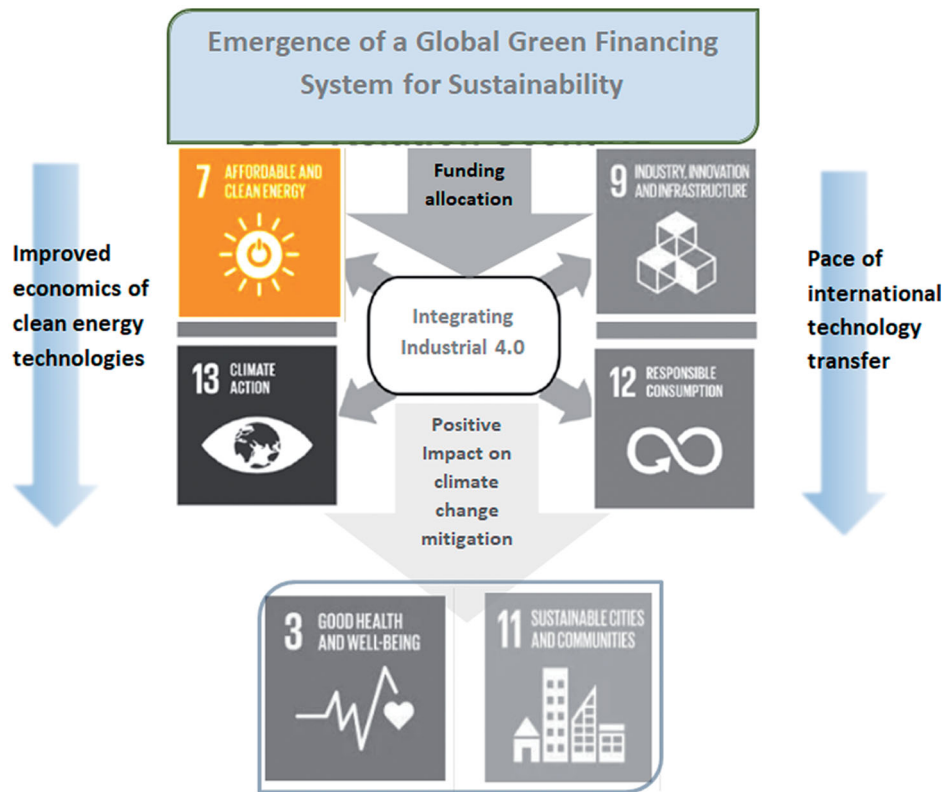 Emergence of a Global Green Financing
System for Sustainability
7 AFFORDABLE AND
CLEAN ENERGY
Funding
allocation
9 INDUSTRY, INNOVATION
AND INFRASTRUCTURE
Improved
economics of
clean energy
technologies
Integrating
Industrial 4.0
Pace of
international
technology
transfer
13 CLIMATE
ACTION
12 RESPONSIBLE
CONSUMPTION
Positive
Impact on
climate
change
mitigation
3 GOOD HEALTH
AND WELL-BEING
11 SUSTAINABLE CITIES
AND COMMUNITIES